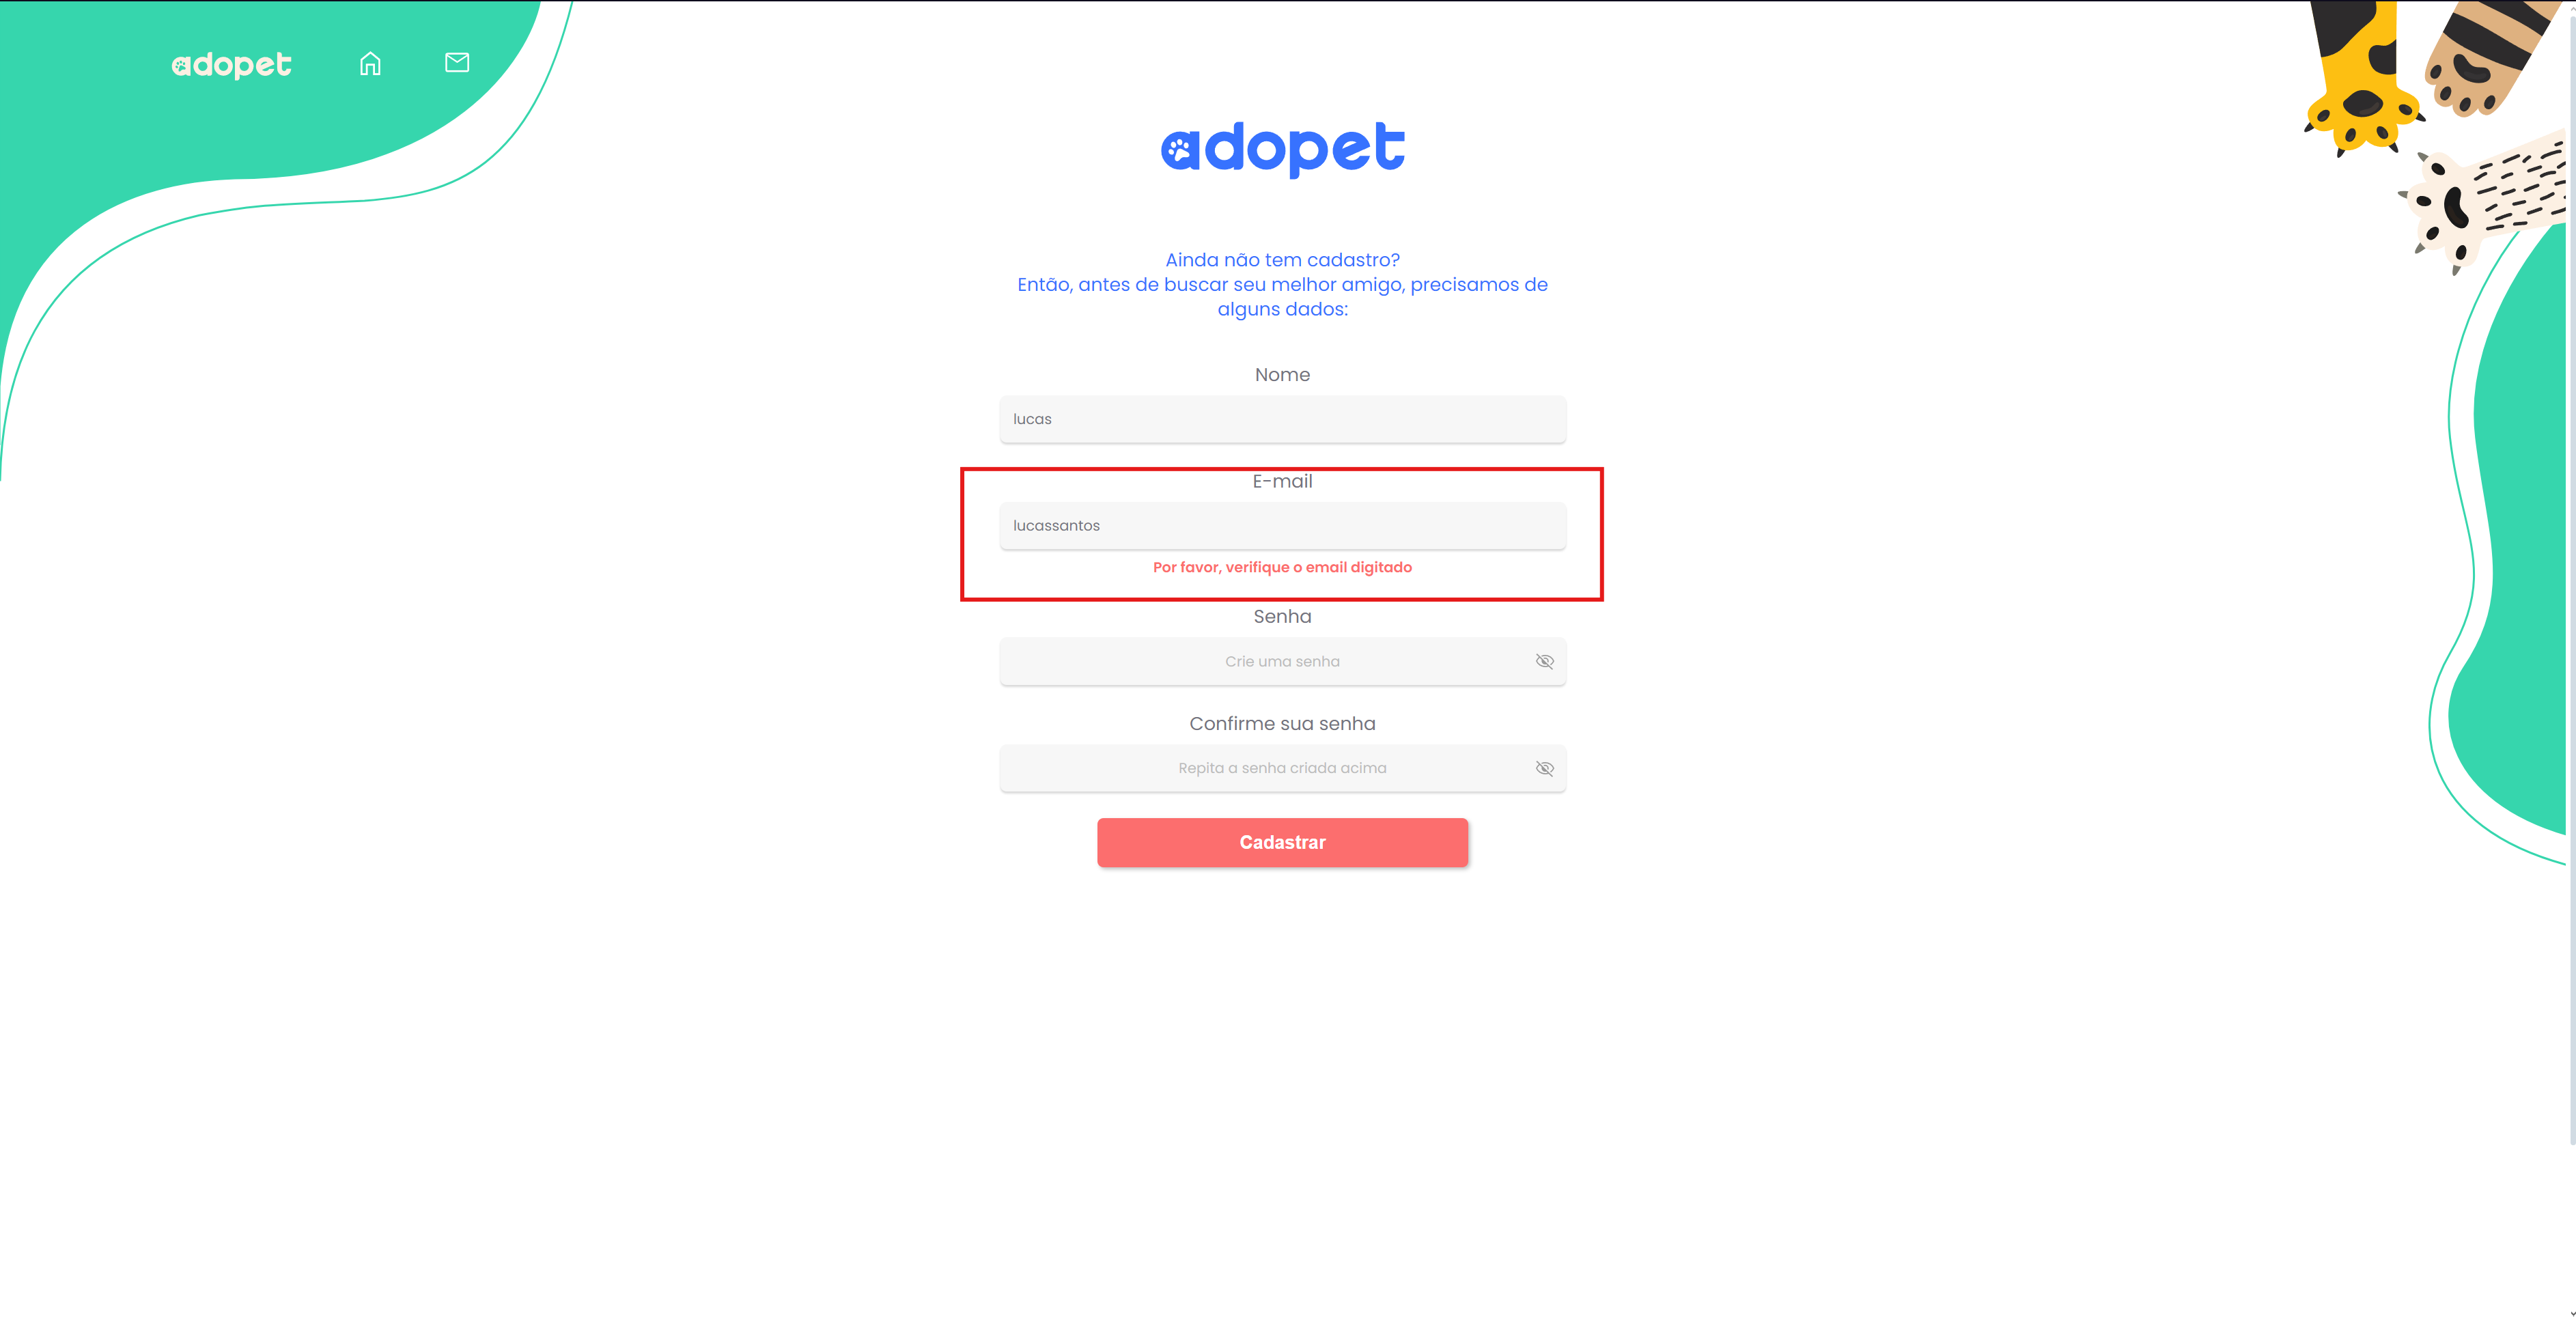 adopet
adopet
Ainda não tem cadastro?
Então, antes de buscar seu melhor amigo, precisamos de
alguns dados:
Nome
lucas
E-mail
lucassantos
Por favor, verifique o email digitado
Senha
Crie uma senha
Confirme sua senha
Repita a senha criada acima
Cadastrar